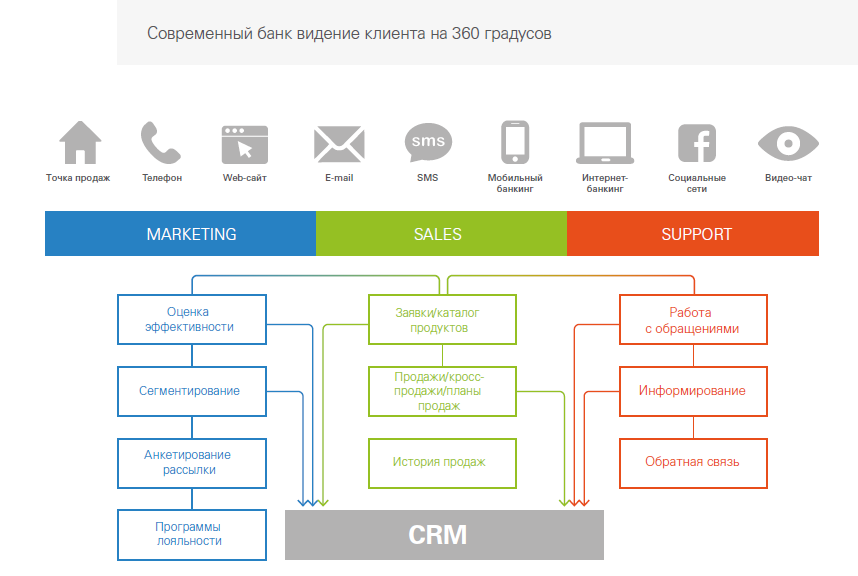 Современный банк видение клиента на 360 градусов
sms
Точка продаж
Телефон
Web-сайт
E-mail
SMS
Мобильный
банкинг
Интернет-
банкинг
Социальные
сети
Видео-чат
MARKETING
SALES
SUPPORT
Оценка
эффективности
Заявки/каталог
продуктов
Работа
с обращениями
Сегментирование
Продажи/кросс-
продажи/планы
продаж
Информирование
Анкетирование
рассылки
История продаж
Обратная связь
Программы
лояльности
CRM